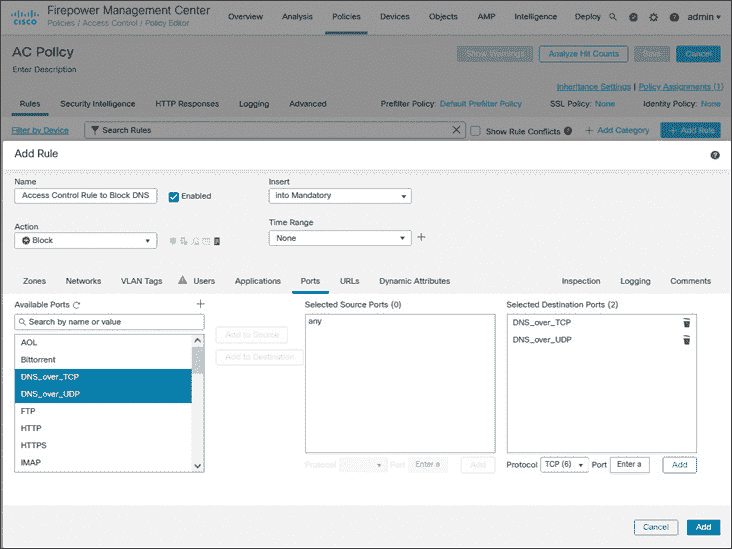 Firepower Management Center
Policies / Access Control / Policy Editor
Overview Analysis Policies Devices Objects AMP Intelligence Deploy admin
CISCO
AC Policy
Enter Description
Show Warnings Analyze Hit Counts Save Cancel
Inheritance Settings | Policy Assignments (1)
Rules Security Intelligence HTTP Responses Logging Advanced Prefilter Policy: Default Prefilter Policy SSL Policy: None Identity Policy: None
Filter by Device Search Rules Show Rule Conflicts + Add Category + Add Rule
Add Rule
Name Insert
Access Control Rule to Block DNS Enabled into Mandatory
Action Time Range
Block None
Zones Networks VLAN Tags Users Applications Ports URLs Dynamic Attributes Inspection Logging Comments
Available Ports Selected Source Ports (0) Selected Destination Ports (2)
Search by name or value Add to Source any DNS_over_TCP
AOL DNS_over_UDP
Bittorrent Add to Destination
DNS_over_TCP
DNS_over_UDP
FTP
HTTP
HTTPS
IMAP Protocol Port Enter a Add Protocol TCP (6) Port Enter a Add
Cancel Add